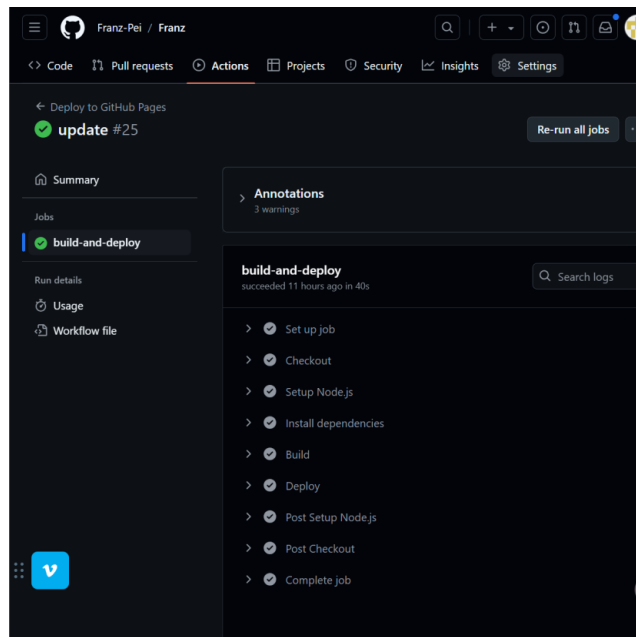 Franz-Pei / Franz
Code Pull requests Actions Projects Security Insights Settings
Deploy to GitHub Pages
update #25
Re-run all jobs
Summary
Jobs
build-and-deploy
Run details
Usage
Workflow file
Annotations
3 warnings
build-and-deploy
succeeded 11 hours ago in 40s
Search logs
Set up job
Checkout
Setup Node.js
Install dependencies
Build
Deploy
Post Setup Node.js
Post Checkout
Complete job